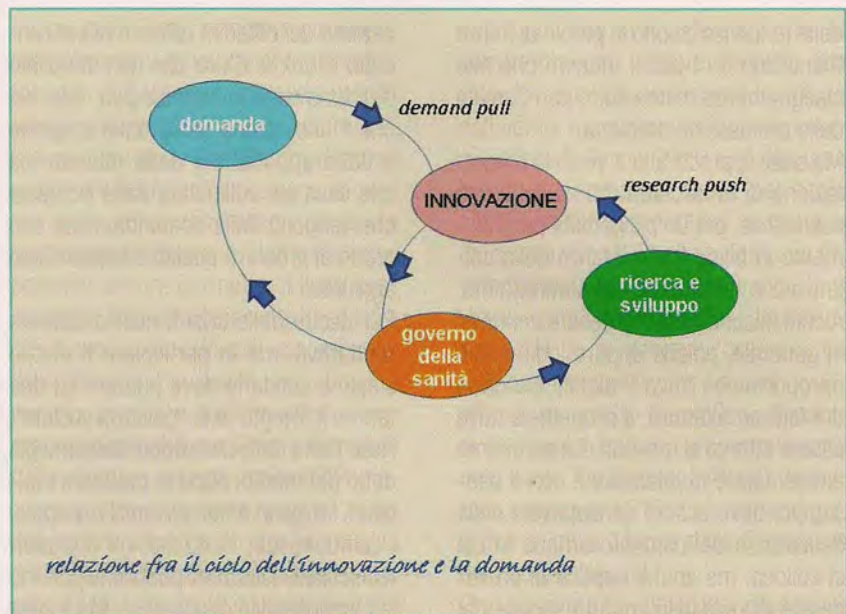 domanda
demand pull
INNOVAZIONE
research push
ricerca e
sviluppo
governo
della
sanità
relazione fra il ciclo dell'innovazione e la domanda